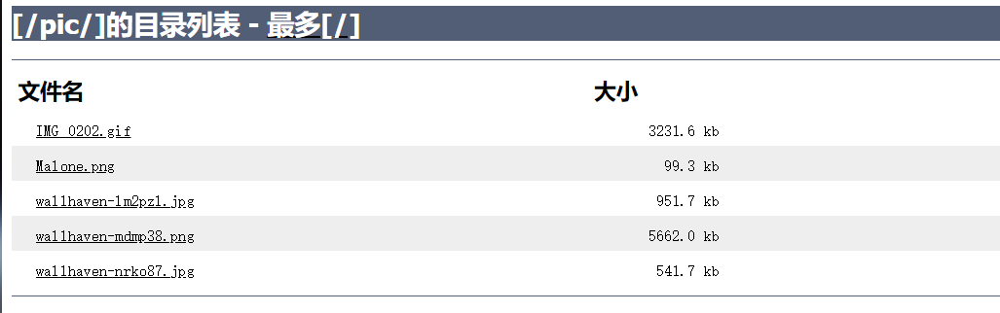 [/pic/]的目录列表 - 最多[/]
文件名 大小
IMG_0202.gif 3231.6 kb
Malone.png 99.3 kb
wallhaven-1m2pz1.jpg 951.7 kb
wallhaven-mdmp38.png 5662.0 kb
wallhaven-nrko87.jpg 541.7 kb